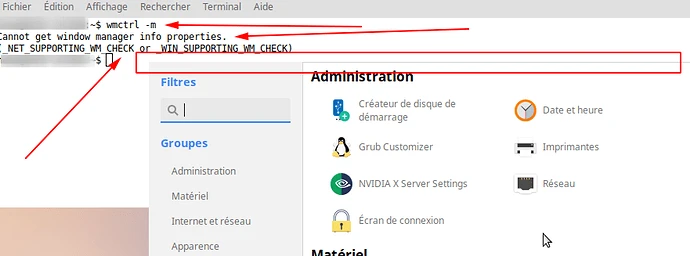 Fichier Édition Affichage Rechercher Terminal Aide
~$ wmctrl -m
Cannot get window manager info properties.
(_NET_SUPPORTING_WM_CHECK or _WIN_SUPPORTING_WM_CHECK)
~$
Filtres
Groupes
Administration
Matériel
Internet et réseau
Apparence
Administration
Créateur de disque de
démarrage
Date et heure
Grub Customizer
Imprimantes
NVIDIA X Server Settings
Réseau
Écran de connexion
Matériel